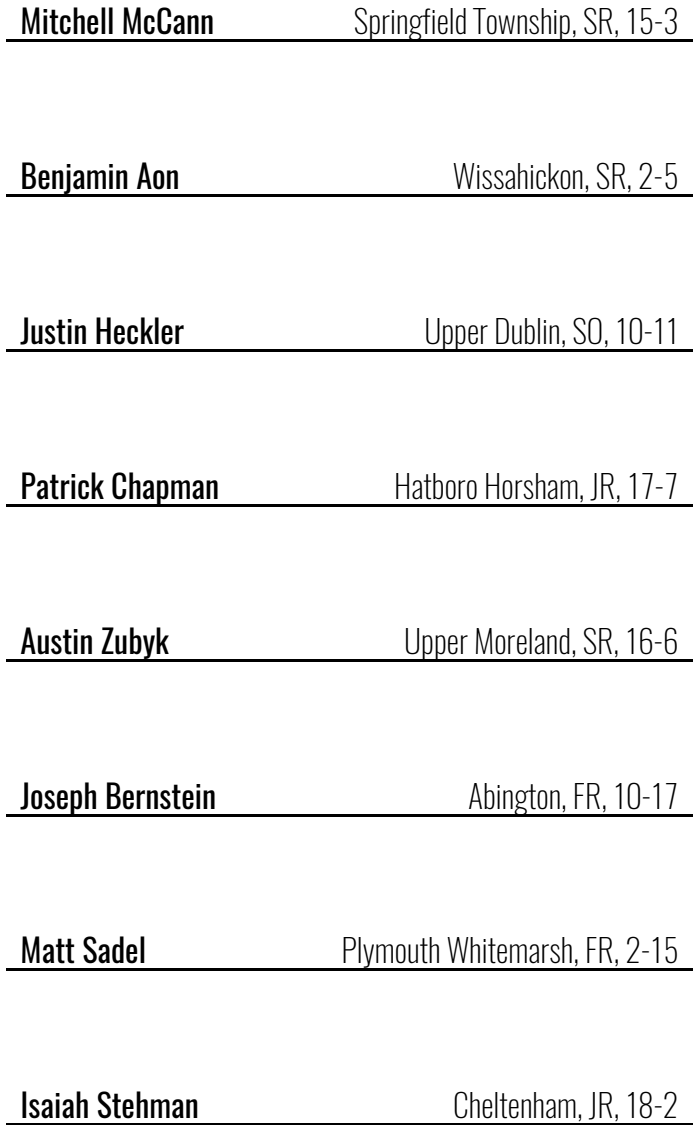 Mitchell McCann Springfield Township, SR, 15-3
Benjamin Aon Wissahickon, SR, 2-5
Justin Heckler Upper Dublin, SO, 10-11
Patrick Chapman Hatboro Horsham, JR, 17-7
Austin Zubyk Upper Moreland, SR, 16-6
Joseph Bernstein Abington, FR, 10-17
Matt Sadel Plymouth Whitemarsh, FR, 2-15
Isaiah Stehman Cheltenham, JR, 18-2